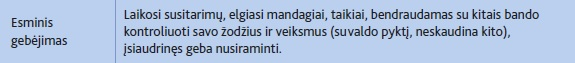 Esminis
gebėjimas
Laikosi susitarimų, elgiasi mandagiai, taikiai, bendraudamas su kitais bando
kontroliuoti savo žodžius ir veiksmus (suvaldo pyktį, neskaudina kito),
įsiaudrinęs geba nusiraminti.